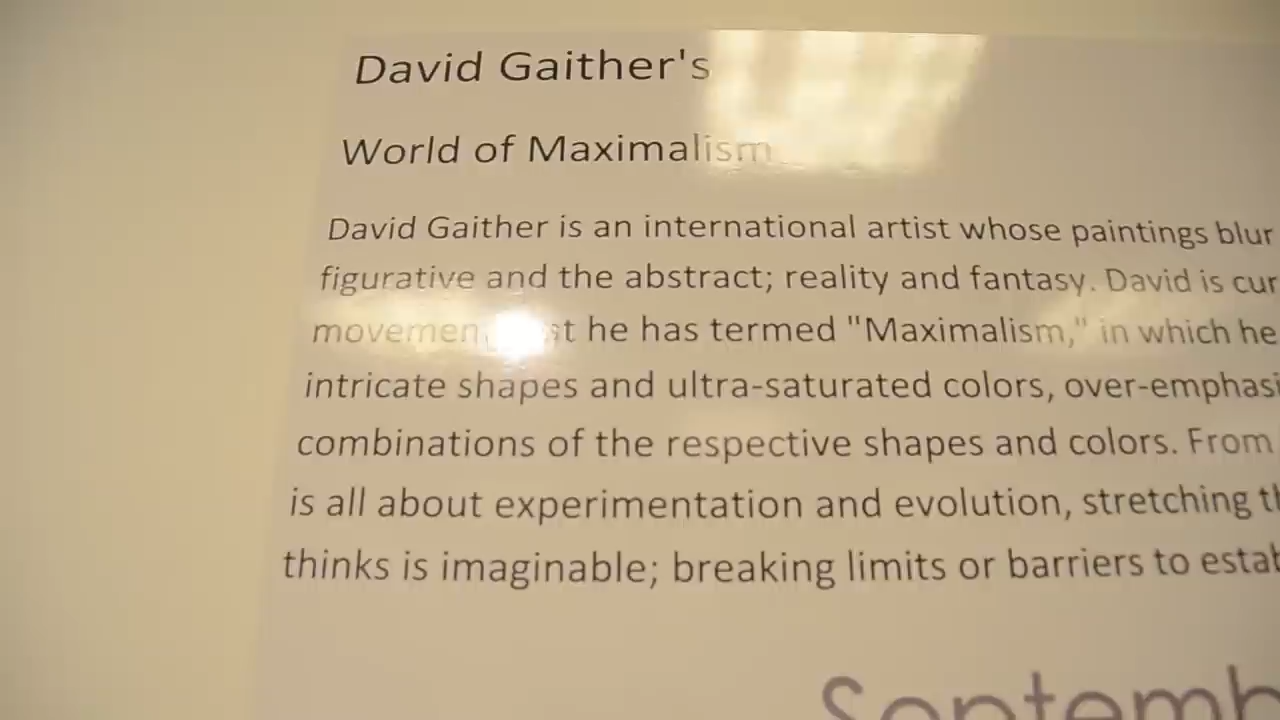 David Gaither's
World of Maximalism
David Gaither is an international artist whose paintings blur
figurative and the abstract; reality and fantasy. David is cur
he has termed "Maximalism," in which he
intricate shapes and ultra-saturated colors, over-emphasi
combinations of the respective shapes and colors. From
is all about experimentation and evolution, stretching th
thinks is imaginable; breaking limits or barriers to estab
Septemb